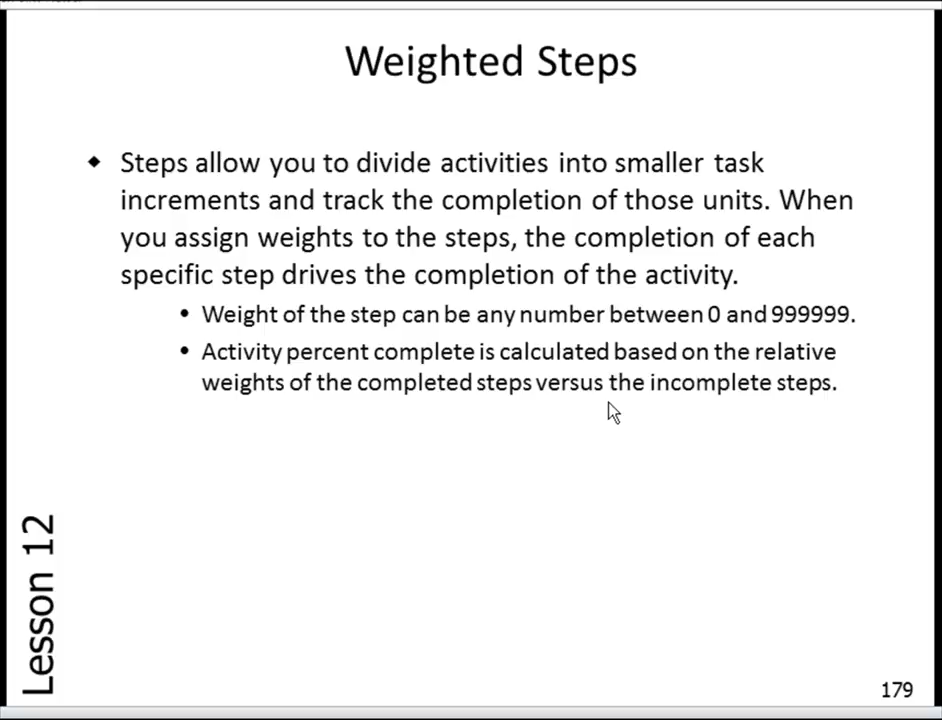 Weighted Steps
◆ Steps allow you to divide activities into smaller task
increments and track the completion of those units. When
you assign weights to the steps, the completion of each
specific step drives the completion of the activity.
• Weight of the step can be any number between 0 and 999999.
• Activity percent complete is calculated based on the relative
weights of the completed steps versus the incomplete steps.
Lesson 12
179